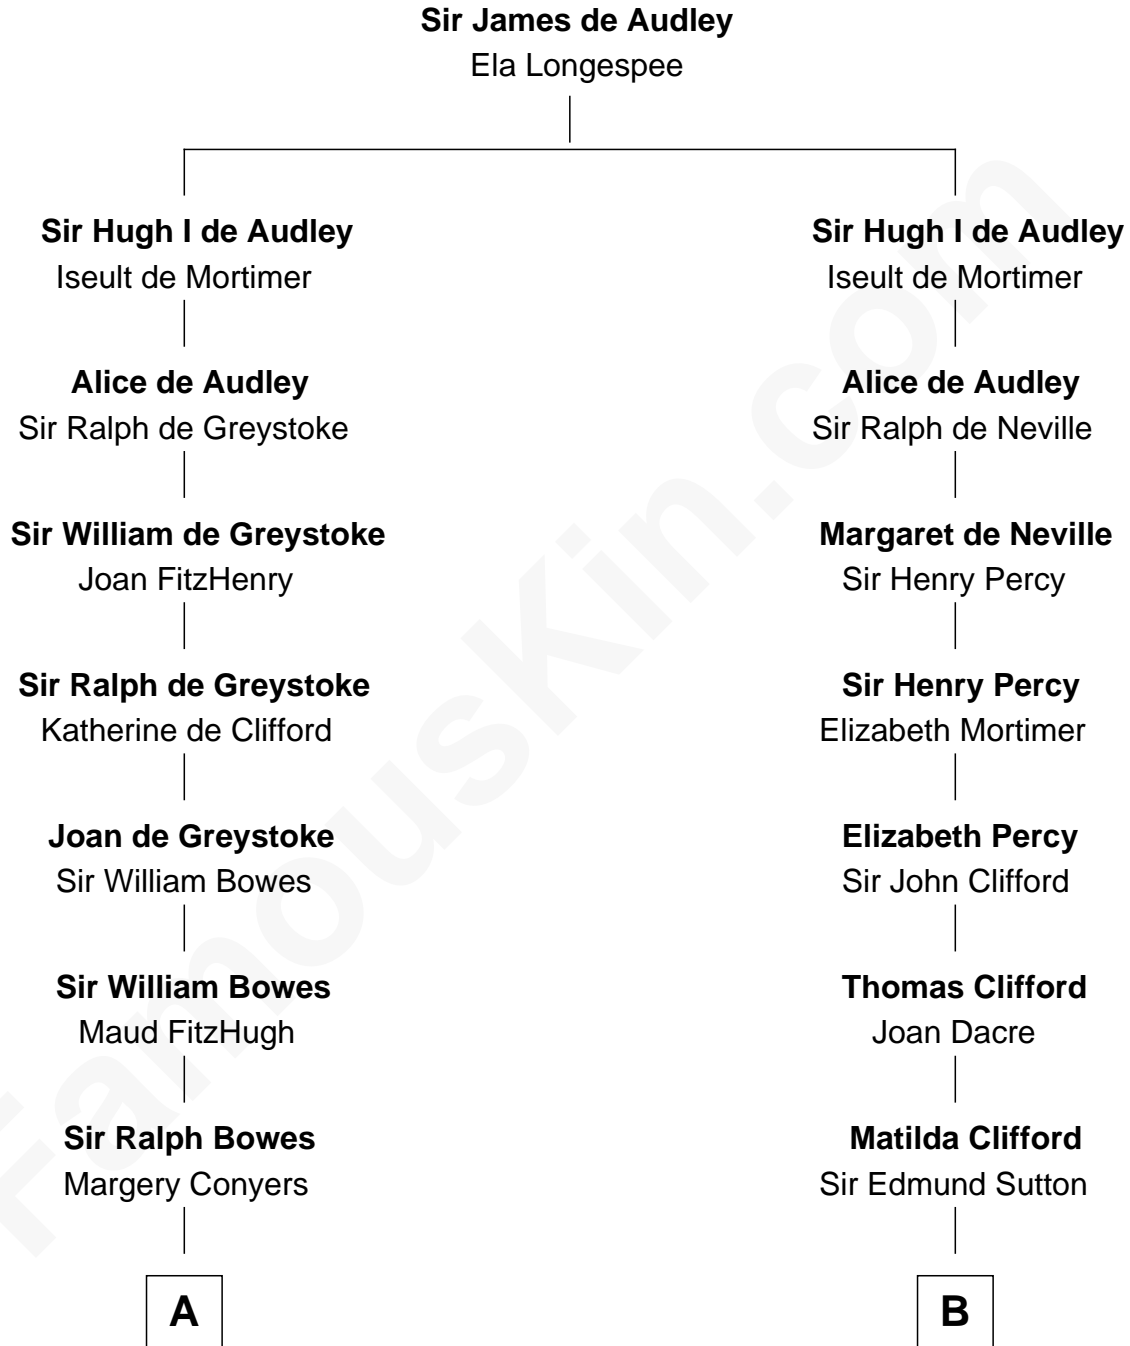 Sir James de Audley
Ela Longespee
Sir Hugh I de Audley
Iseult de Mortimer
Sir Hugh I de Audley
Iseult de Mortimer
Alice de Audley
Sir Ralph de Greystoke
Alice de Audley
Sir Ralph de Neville
Sir William de Greystoke
Joan FitzHenry
Margaret de Neville
Sir Henry Percy
Sir Ralph de Greystoke
Katherine de Clifford
Sir Henry Percy
Elizabeth Mortimer
Joan de Greystoke
Sir William Bowes
Elizabeth Percy
Sir John Clifford
Sir William Bowes
Maud FitzHugh
Thomas Clifford
Joan Dacre
Sir Ralph Bowes
Margery Conyers
Matilda Clifford
Sir Edmund Sutton
A
B
FamousKin.com